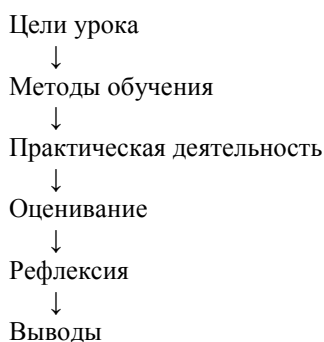 Цели урока
↓
Методы обучения
↓
Практическая деятельность
↓
Оценивание
↓
Рефлексия
↓
Выводы